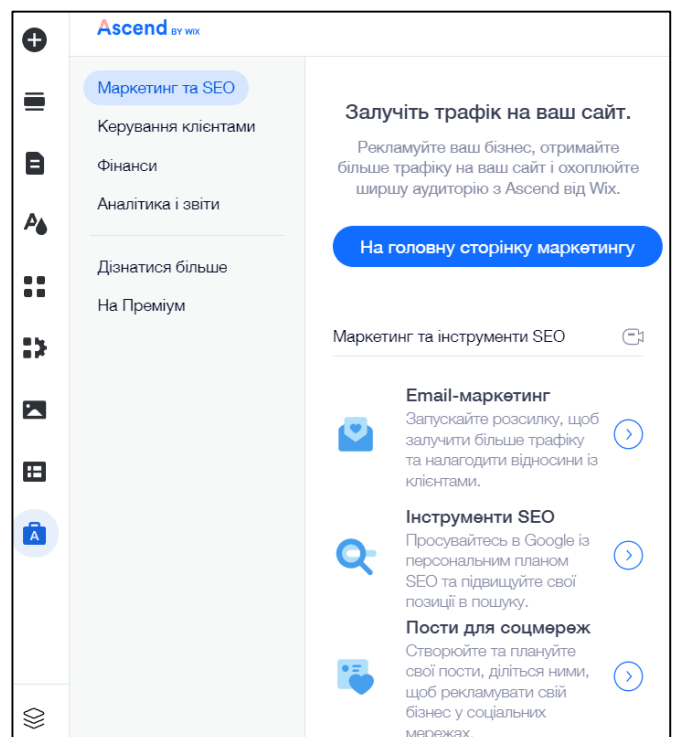 Ascend BY WIX
Маркетинг та SEO
Керування клієнтами
Фінанси
Аналітика і звіти
Дізнатися більше
На Преміум
Залучіть трафік на ваш сайт.
Рекламуйте ваш бізнес, отримайте
більше трафіку на ваш сайт і охоплюйте
ширшу аудиторію з Ascend від Wix.
На головну сторінку маркетингу
Маркетинг та інструменти SEO
Email-маркетинг
Запускайте розсилку, щоб
залучити більше трафіку
та налагодити відносини із
клієнтами.
Інструменти SEO
Просувайтесь в Google із
персональним планом
SEO та підвищуйте свої
позиції в пошуку.
Пости для соцмереж
Створюйте та плануйте
свої пости, діліться ними,
щоб рекламувати свій
бізнес у соціальних
мережах.
A
A